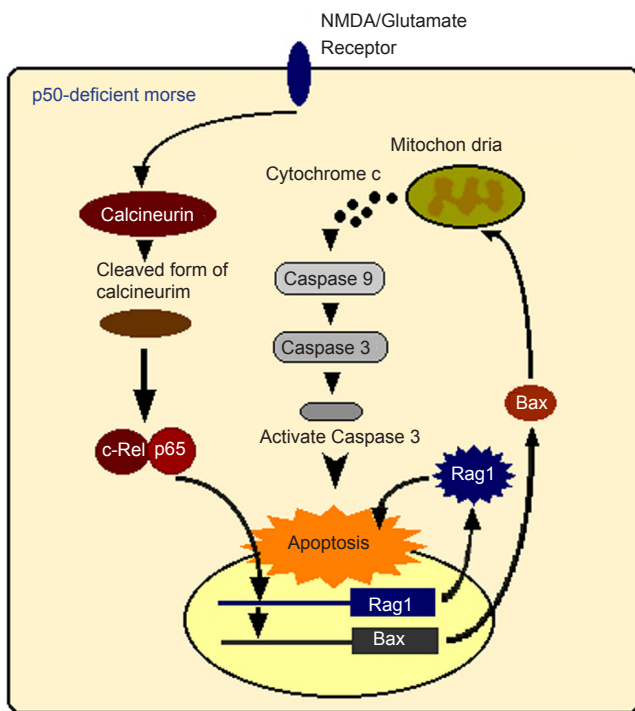 NMDA/Glutamate
Receptor
p50-deficient morse
Mitochon dria
Cytochrome c
Calcineurin
Cleaved form of
calcineurim
Caspase 9
Caspase 3
Activate Caspase 3
Bax
c-Rel p65
Rag1
Apoptosis
Rag1
Bax